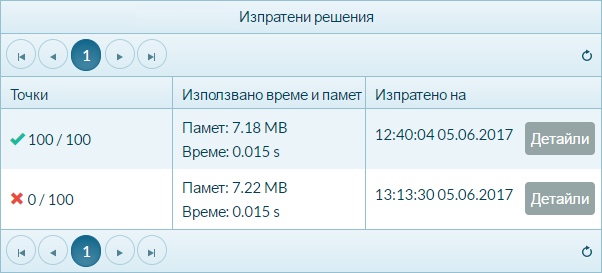 Изпратени решения
1
Точки Използвано време и памет Изпратено на
100 / 100 Памет: 7.18 MB 12:40:04 05.06.2017 Детайли
Време: 0.015 s
0 / 100 Памет: 7.22 MB 13:13:30 05.06.2017 Детайли
Време: 0.015 s
1